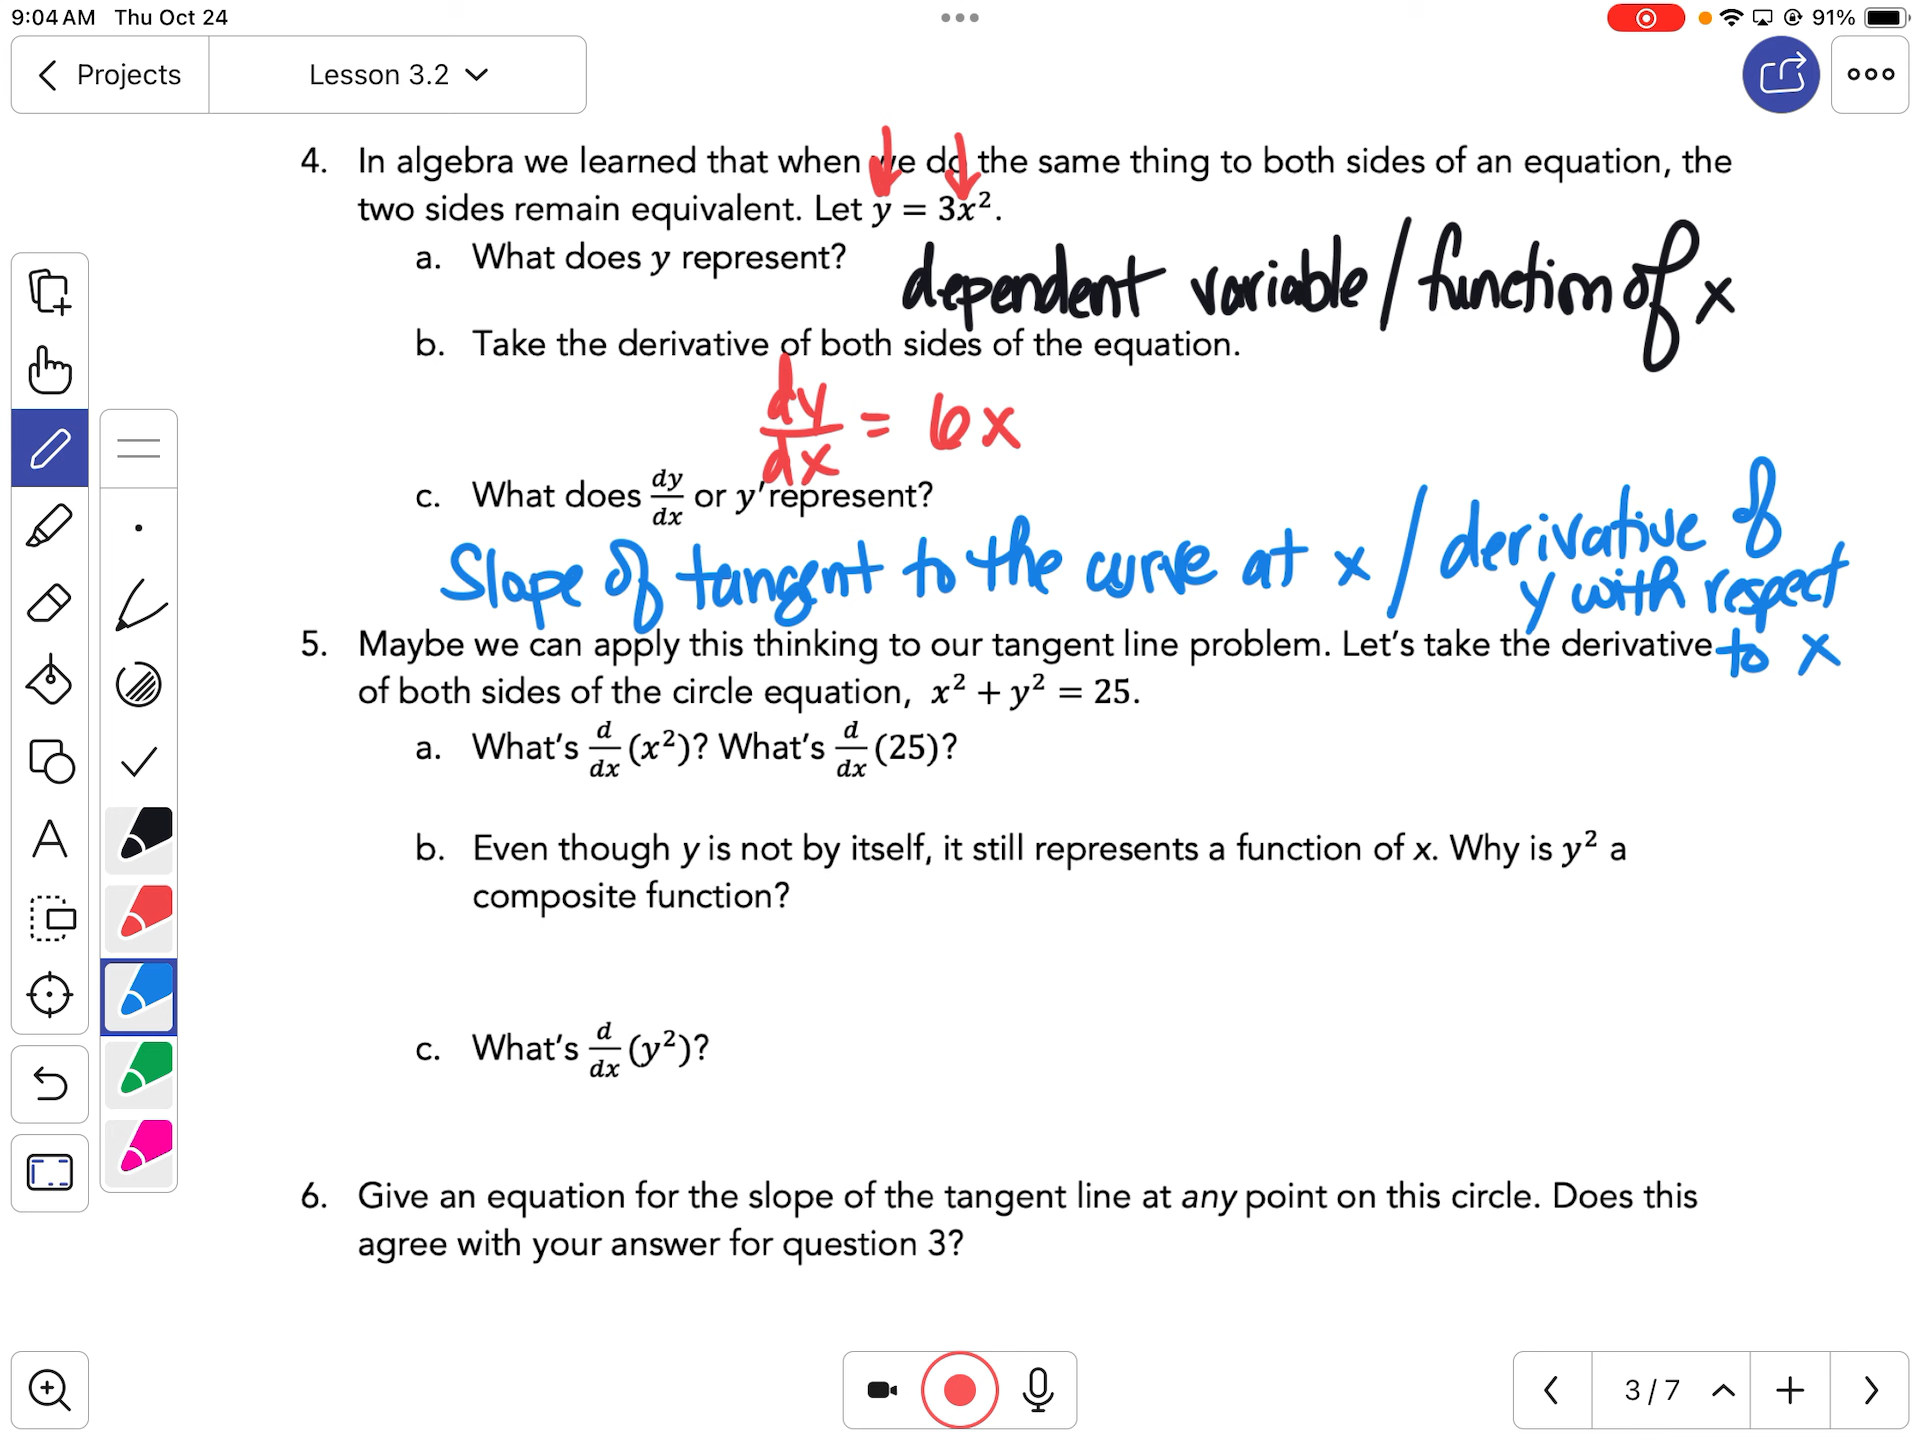 9:04 AM Thu Oct 24
91%
Projects
Lesson 3.2
4. In algebra we learned that when we do the same thing to both sides of an equation, the
two sides remain equivalent. Let y = 3x².
a. What does y represent?
dependent variable / function of x
b. Take the derivative of both sides of the equation.
dy/dx = 6x
c. What does dy/dx or y' represent?
Slope of tangent to the curve at x / derivative of
y with respect
to x
5. Maybe we can apply this thinking to our tangent line problem. Let's take the derivative
of both sides of the circle equation, x² + y² = 25.
a. What's d/dx (x²)? What's d/dx (25)?
b. Even though y is not by itself, it still represents a function of x. Why is y² a
composite function?
c. What's d/dx (y²)?
6. Give an equation for the slope of the tangent line at any point on this circle. Does this
agree with your answer for question 3?
3/7